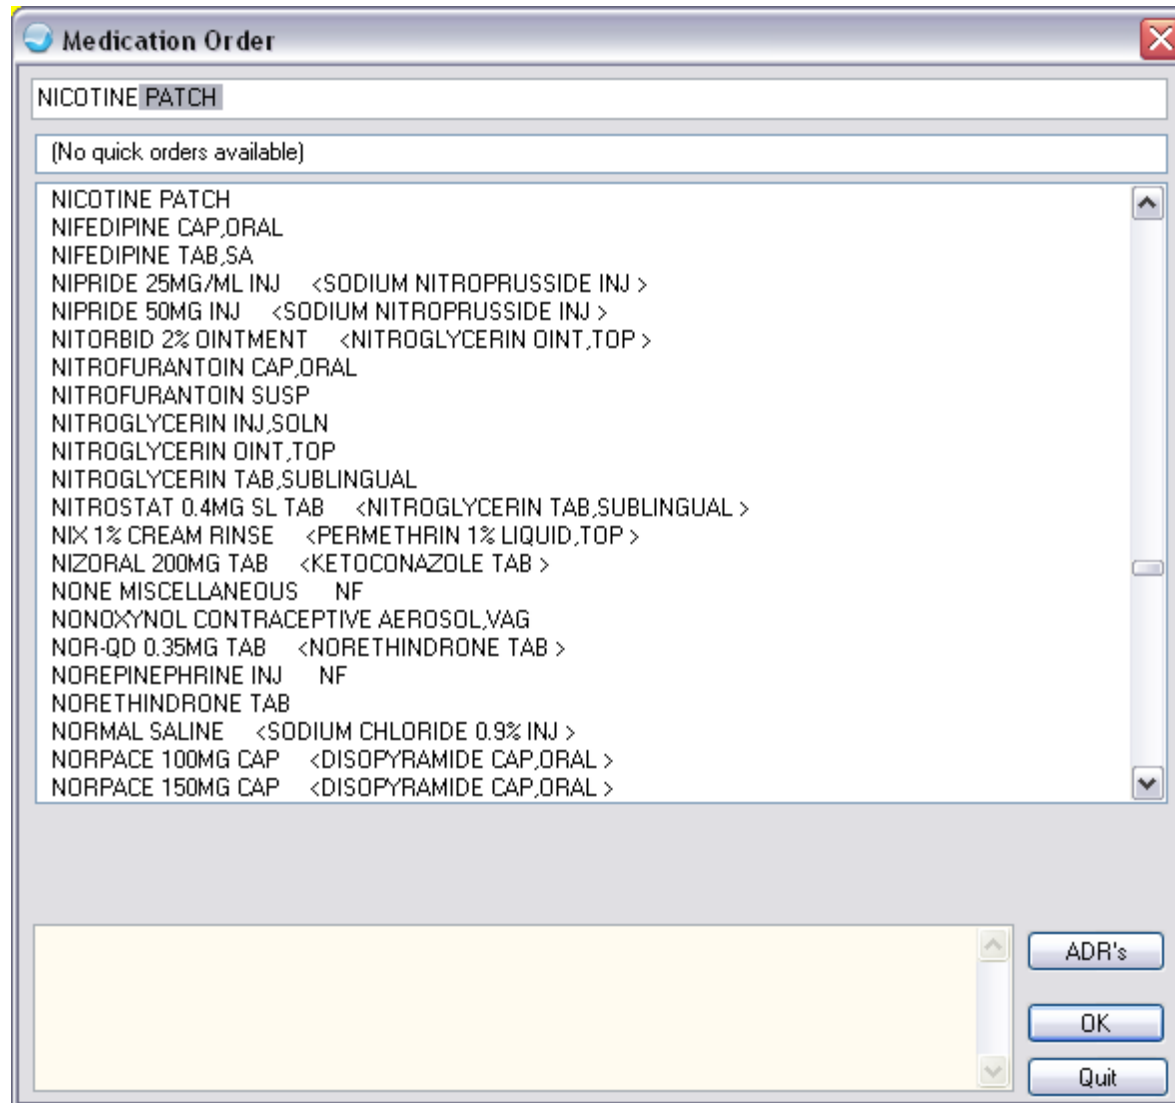 Medication Order
NICOTINE PATCH
(No quick orders available)
NICOTINE PATCH
NIFEDIPINE CAP,ORAL
NIFEDIPINE TAB,SA
NIPRIDE 25MG/ML INJ <SODIUM NITROPRUSSIDE INJ >
NIPRIDE 50MG INJ <SODIUM NITROPRUSSIDE INJ >
NITORBID 2% OINTMENT <NITROGLYCERIN OINT,TOP >
NITROFURANTOIN CAP,ORAL
NITROFURANTOIN SUSP
NITROGLYCERIN INJ,SOLN
NITROGLYCERIN OINT,TOP
NITROGLYCERIN TAB,SUBLINGUAL
NITROSTAT 0.4MG SL TAB <NITROGLYCERIN TAB,SUBLINGUAL >
NIX 1% CREAM RINSE <PERMETHRIN 1% LIQUID,TOP >
NIZORAL 200MG TAB <KETOCONAZOLE TAB >
NONE MISCELLANEOUS NF
NONOXYNOL CONTRACEPTIVE AEROSOL,VAG
NOR-QD 0.35MG TAB <NORETHINDRONE TAB >
NOREPINEPHRINE INJ NF
NORETHINDRONE TAB
NORMAL SALINE <SODIUM CHLORIDE 0.9% INJ >
NORPACE 100MG CAP <DISOPYRAMIDE CAP,ORAL >
NORPACE 150MG CAP <DISOPYRAMIDE CAP,ORAL >
ADR's
OK
Quit